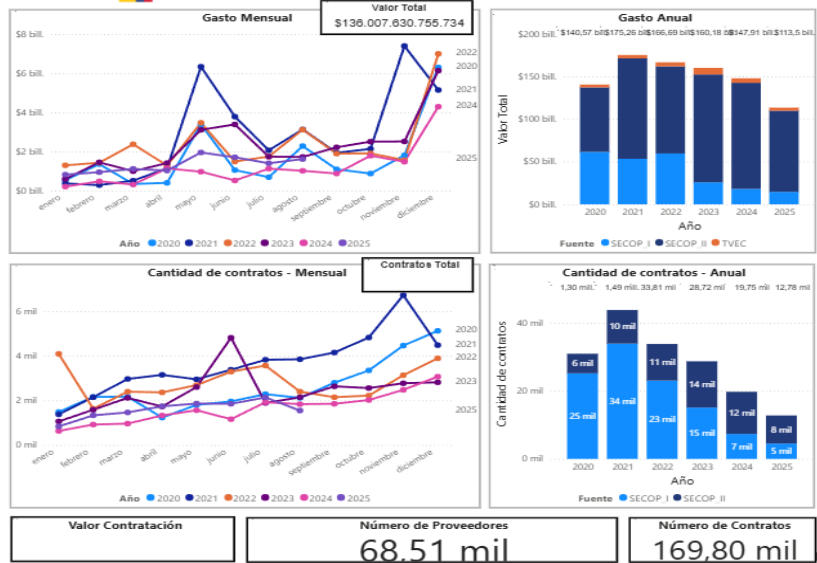 Gasto Mensual
Valor Total
$136.007.630.755.734
$8 bill.
$6 bill.
$4 bill.
$2 bill.
$0 bill.
2022
2020
2021
2024
2025
enero febrero marzo abril mayo junio julio agosto septiembre octubre noviembre diciembre
Año 2020 2021 2022 2023 2024 2025
Gasto Anual
$200 bill. $140,57 bill. $175,26 bill. $166,69 bill. $160,18 bill. $147,91 bill. $113,5 bill.
$150 bill.
$100 bill.
$50 bill.
$0 bill.
Valor Total
2020 2021 2022 2023 2024 2025
Año
Fuente SECOP_I SECOP_II TVEC
Cantidad de contratos - Mensual
Contratos Total
6 mil
4 mil
2 mil
0 mil
2020
2021
2022
2023
2025
enero febrero marzo abril mayo junio julio agosto septiembre octubre noviembre diciembre
Año 2020 2021 2022 2023 2024 2025
Cantidad de contratos - Anual
1,30 mill. 1,49 mill. 33,81 mil 28,72 mil 19,75 mil 12,78 mil
40 mil
20 mil
0 mil
Cantidad de contratos
6 mil 10 mil 11 mil 14 mil 12 mil 8 mil
25 mil 34 mil 23 mil 15 mil 7 mil 5 mil
2020 2021 2022 2023 2024 2025
Año
Fuente SECOP_I SECOP_II
Valor Contratación
Número de Proveedores
68,51 mil
Número de Contratos
169,80 mil